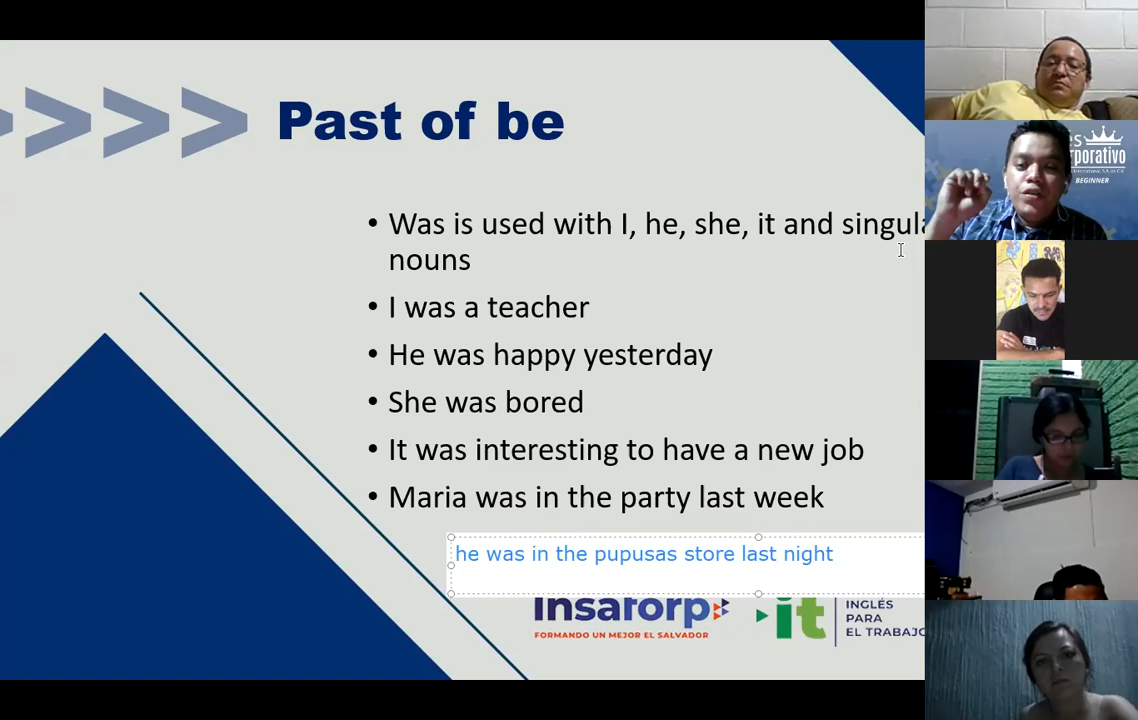 Past of be
• Was is used with I, he, she, it and
nouns
• I was a teacher
• He was happy yesterday
• She was bored
• It was interesting to have a new job
• Maria was in the party last week
he was in the pupusas store last night
insaforp
FORMANDO UN MEJOR EL SALVADOR
it
INGLÉS
PARA
EL TRABAJO
BEGINNER